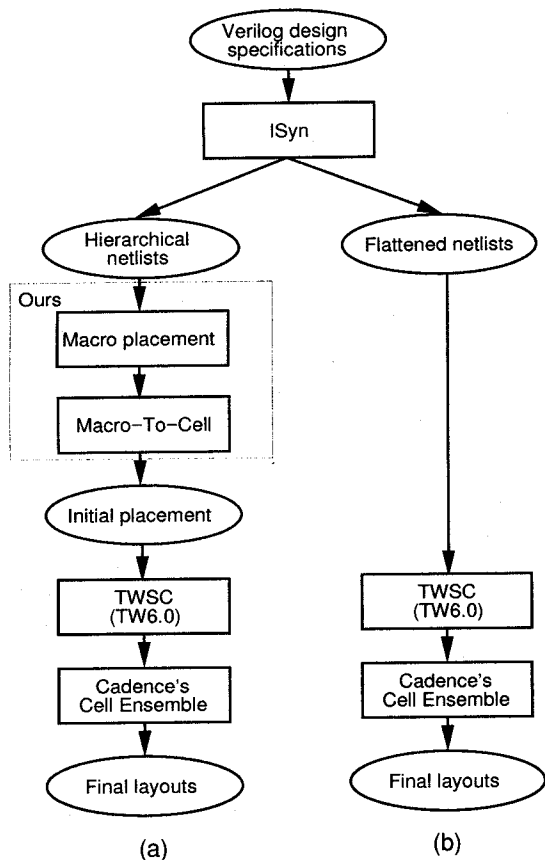 Verilog design
specifications
ISyn
Hierarchical
netlists
Flattened netlists
Ours
Macro placement
Macro-To-Cell
Initial placement
TWSC
(TW6.0)
TWSC
(TW6.0)
Cadence's
Cell Ensemble
Cadence's
Cell Ensemble
Final layouts
Final layouts
(a)
(b)